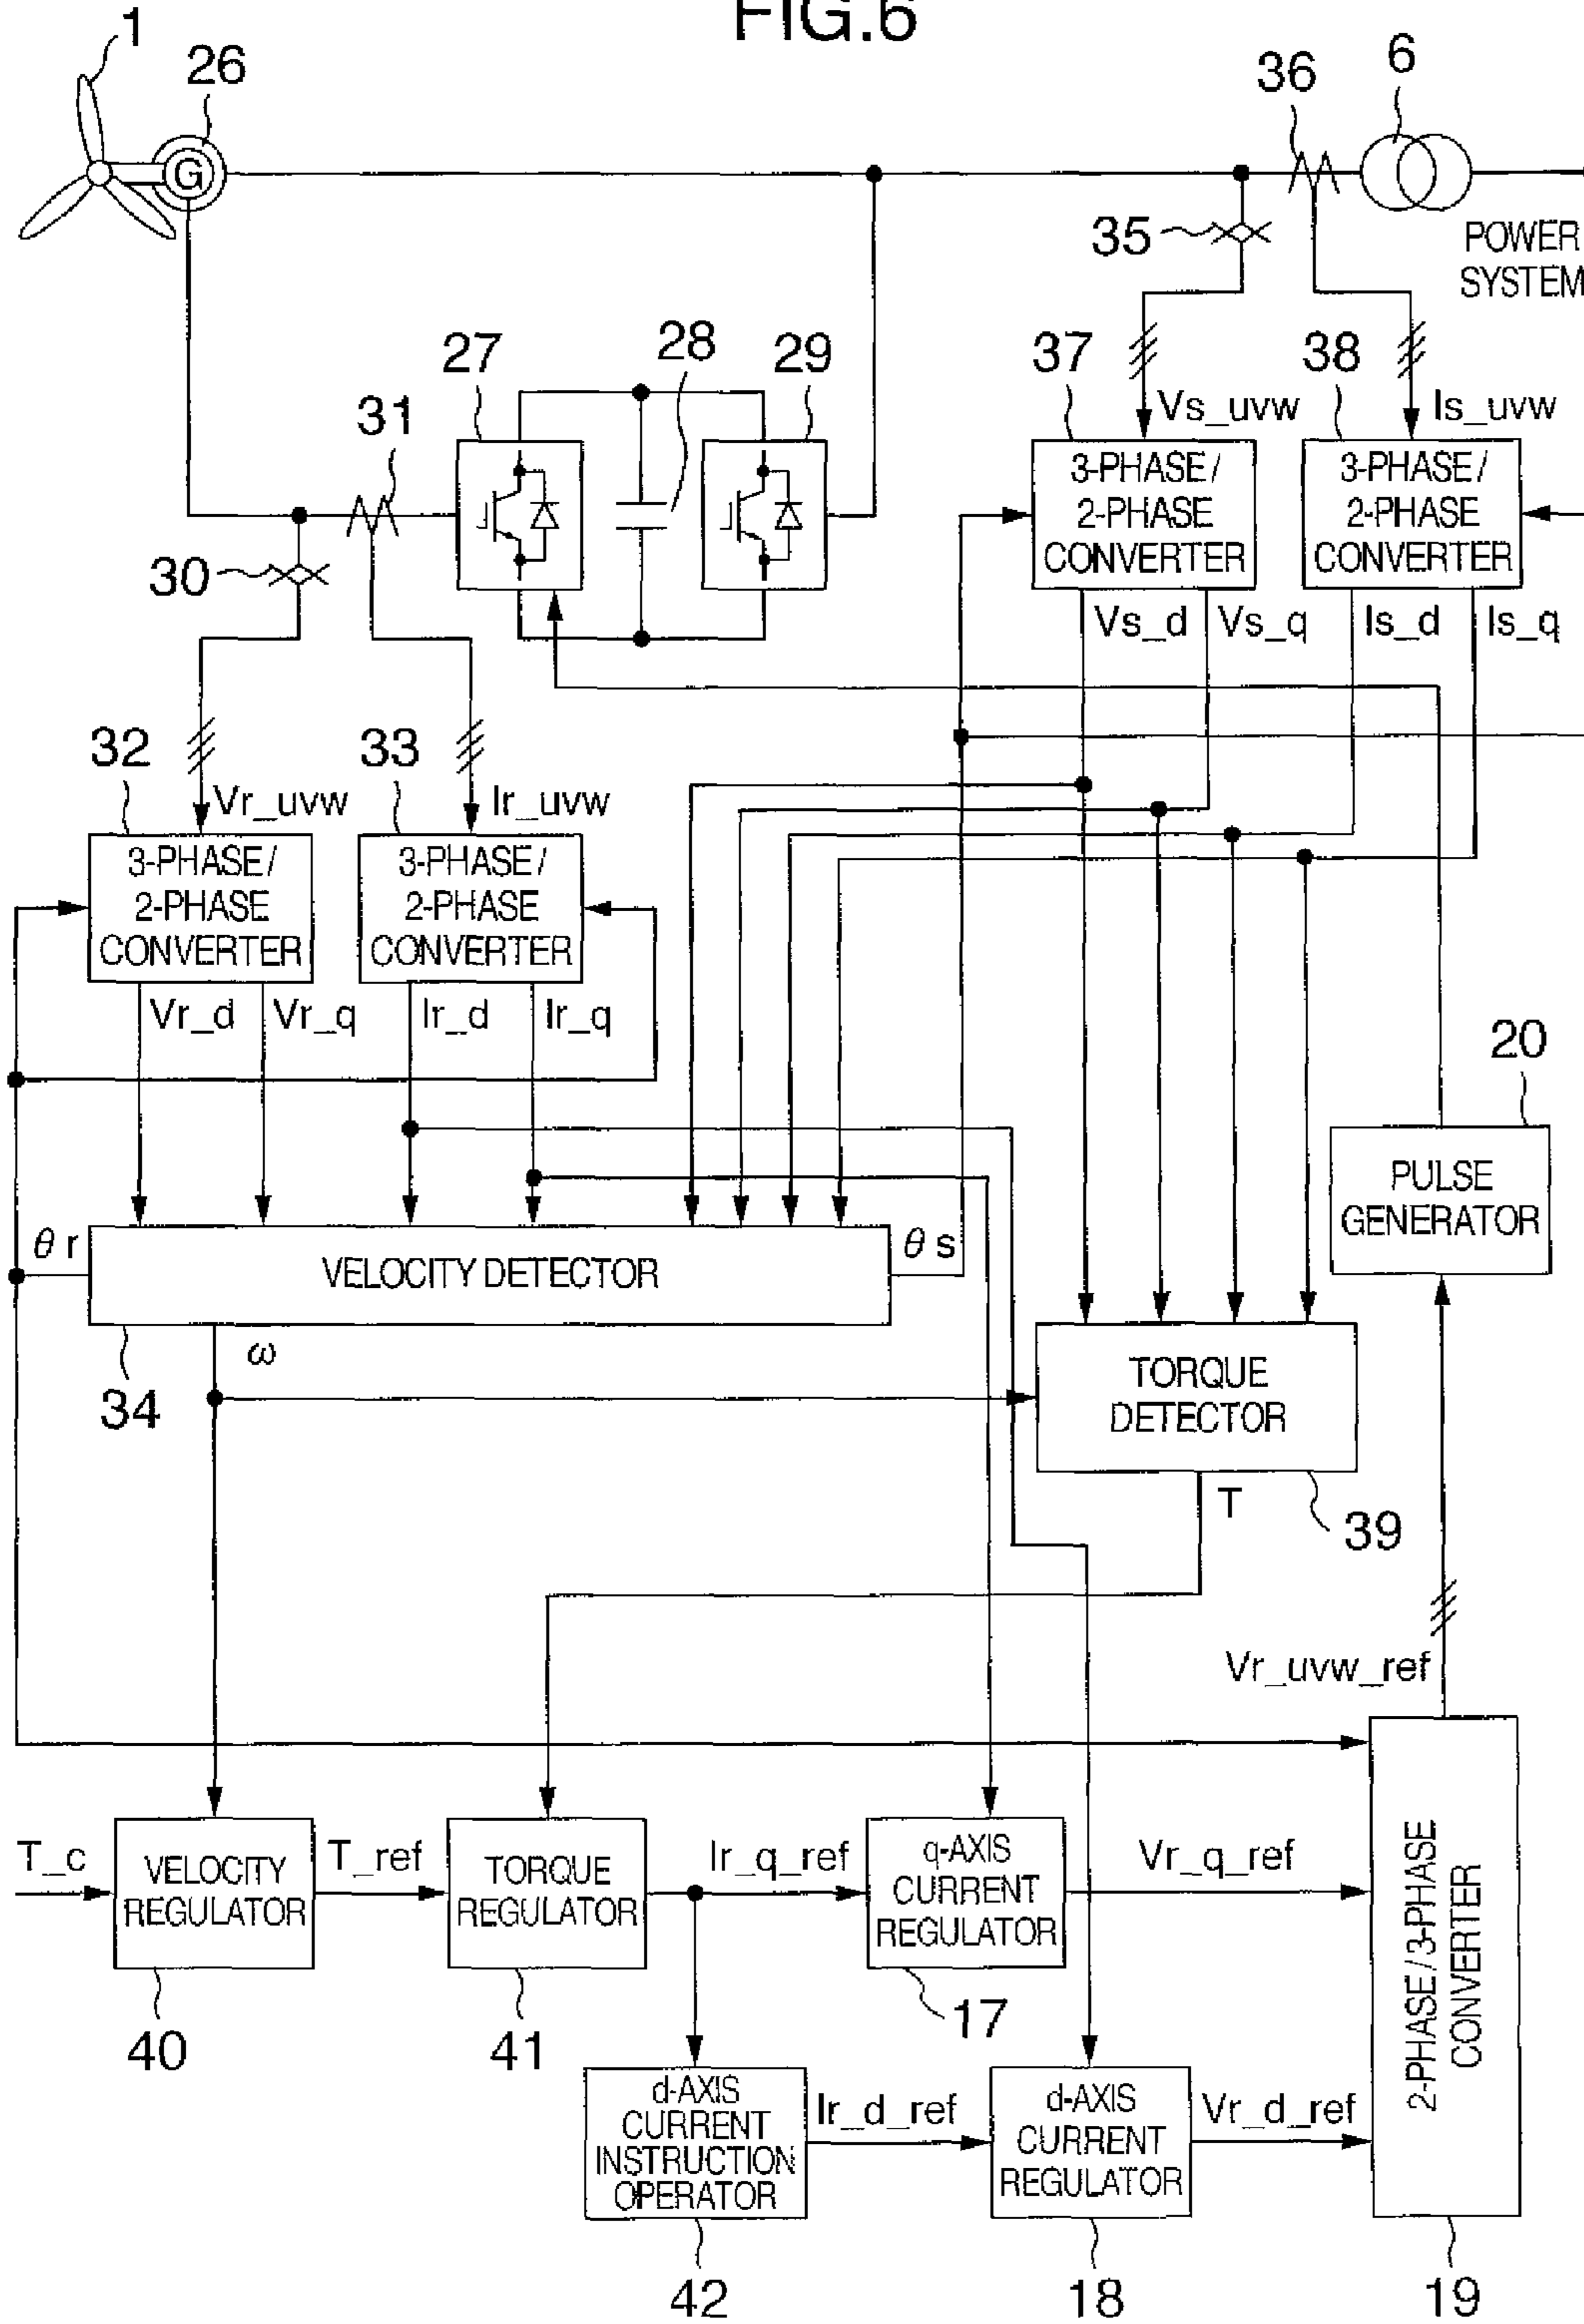 FIG.6
1
26
36
6
G
35
POWER
SYSTEM
27
28
29
37
38
31
Vs_uvw
Is_uvw
3-PHASE/
2-PHASE
CONVERTER
3-PHASE/
2-PHASE
CONVERTER
30
Vs_d
Vs_q
Is_d
Is_q
32
33
Vr_uvw
Ir_uvw
3-PHASE/
2-PHASE
CONVERTER
3-PHASE/
2-PHASE
CONVERTER
Vr_d
Vr_q
Ir_d
Ir_q
20
PULSE
GENERATOR
θr
VELOCITY DETECTOR
θs
ω
34
TORQUE
DETECTOR
T
39
Vr_uvw_ref
T_c
VELOCITY
REGULATOR
T_ref
TORQUE
REGULATOR
Ir_q_ref
q-AXIS
CURRENT
REGULATOR
Vr_q_ref
2-PHASE/3-PHASE
CONVERTER
40
41
17
d-AXIS
CURRENT
INSTRUCTION
OPERATOR
Ir_d_ref
d-AXIS
CURRENT
REGULATOR
Vr_d_ref
42
18
19